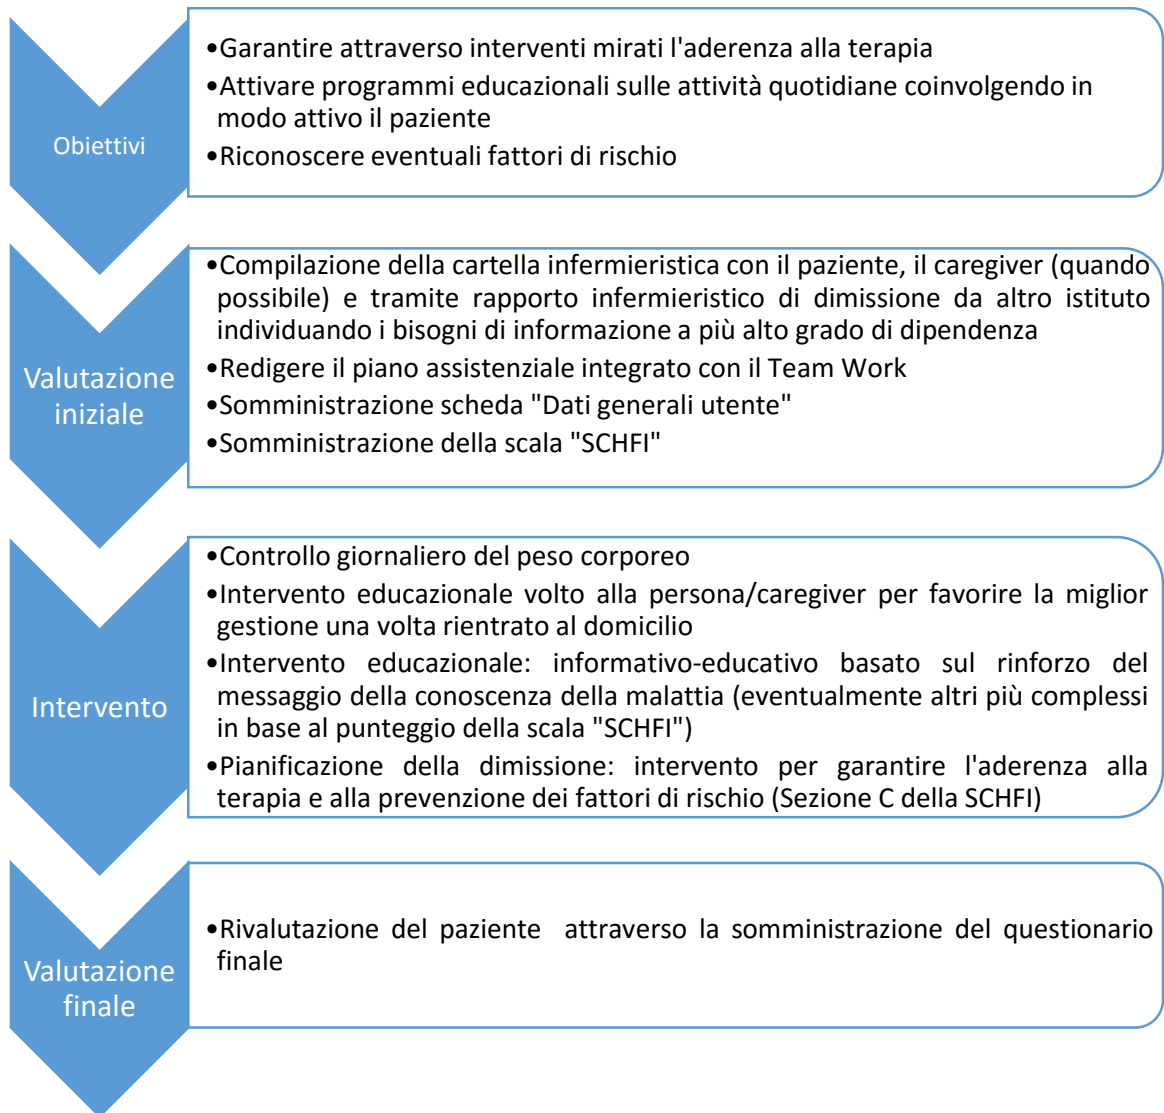 Obiettivi
•Garantire attraverso interventi mirati l'aderenza alla terapia
•Attivare programmi educazionali sulle attività quotidiane coinvolgendo in
modo attivo il paziente
•Riconoscere eventuali fattori di rischio
Valutazione
iniziale
•Compilazione della cartella infermieristica con il paziente, il caregiver (quando
possibile) e tramite rapporto infermieristico di dimissione da altro istituto
individuando i bisogni di informazione a più alto grado di dipendenza
•Redigere il piano assistenziale integrato con il Team Work
•Somministrazione scheda "Dati generali utente"
•Somministrazione della scala "SCHFI"
Intervento
•Controllo giornaliero del peso corporeo
•Intervento educazionale volto alla persona/caregiver per favorire la miglior
gestione una volta rientrato al domicilio
•Intervento educazionale: informativo-educativo basato sul rinforzo del
messaggio della conoscenza della malattia (eventualmente altri più complessi
in base al punteggio della scala "SCHFI")
•Pianificazione della dimissione: intervento per garantire l'aderenza alla
terapia e alla prevenzione dei fattori di rischio (Sezione C della SCHFI)
Valutazione
finale
•Rivalutazione del paziente attraverso la somministrazione del questionario
finale